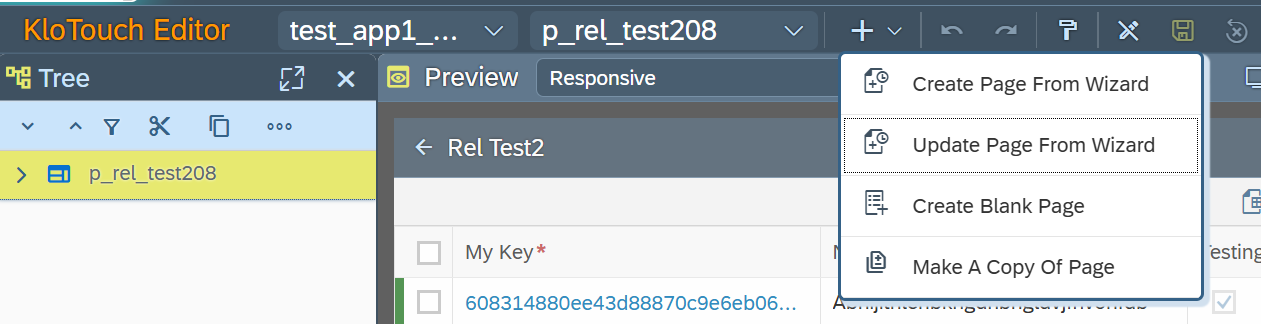 KloTouch Editor
test_app1_...
p_rel_test208
Tree
Preview
Responsive
Create Page From Wizard
Update Page From Wizard
Create Blank Page
Make A Copy Of Page
p_rel_test208
Rel Test2
My Key*
608314880ee43d88870c9e6eb06...